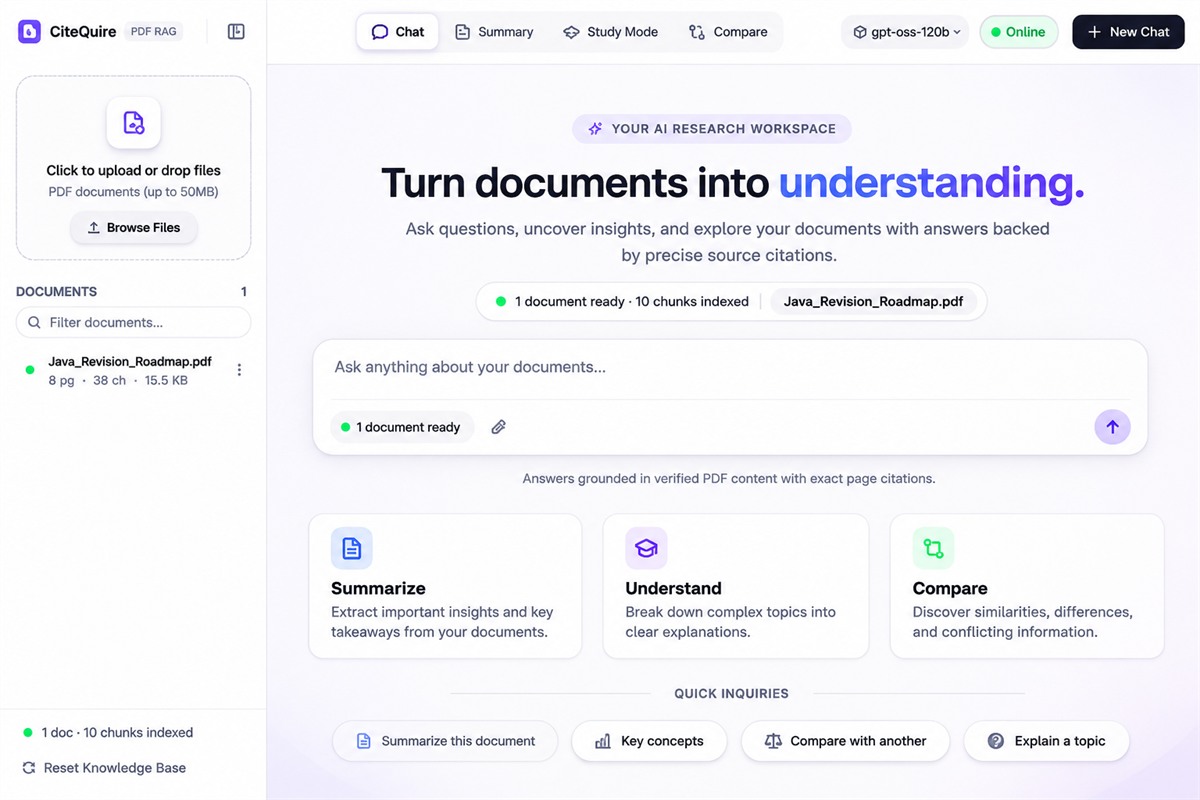 CiteQuire PDF RAG
Chat Summary Study Mode Compare
gpt-oss-120b Online + New Chat
Click to upload or drop files
PDF documents (up to 50MB)
Browse Files
DOCUMENTS 1
Filter documents...
Java_Revision_Roadmap.pdf
8 pg · 38 ch · 15.5 KB
1 doc · 10 chunks indexed
Reset Knowledge Base
YOUR AI RESEARCH WORKSPACE
Turn documents into understanding.
Ask questions, uncover insights, and explore your documents with answers backed
by precise source citations.
1 document ready · 10 chunks indexed Java_Revision_Roadmap.pdf
Ask anything about your documents...
1 document ready
Answers grounded in verified PDF content with exact page citations.
Summarize
Extract important insights and key
takeaways from your documents.
Understand
Break down complex topics into
clear explanations.
Compare
Discover similarities, differences,
and conflicting information.
QUICK INQUIRIES
Summarize this document Key concepts Compare with another Explain a topic